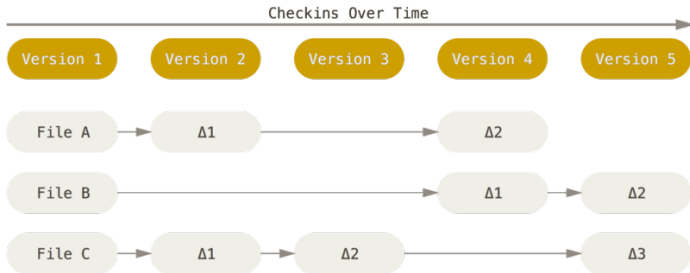 Checkins Over Time
Version 1 Version 2 Version 3 Version 4 Version 5
File A Δ1 Δ2
File B Δ1 Δ2
File C Δ1 Δ2 Δ3